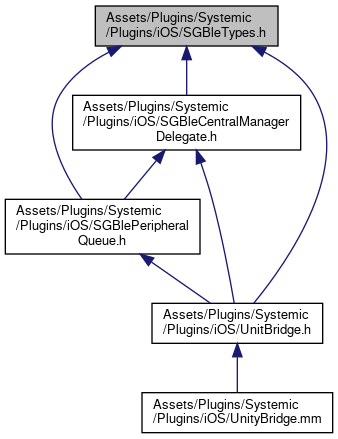 Assets/Plugins/Systemic
/Plugins/iOS/SGBleTypes.h
Assets/Plugins/Systemic
/Plugins/iOS/SGBleCentralManager
Delegate.h
Assets/Plugins/Systemic
/Plugins/iOS/SGBlePeripheral
Queue.h
Assets/Plugins/Systemic
/Plugins/iOS/UnitBridge.h
Assets/Plugins/Systemic
/Plugins/iOS/UnityBridge.mm